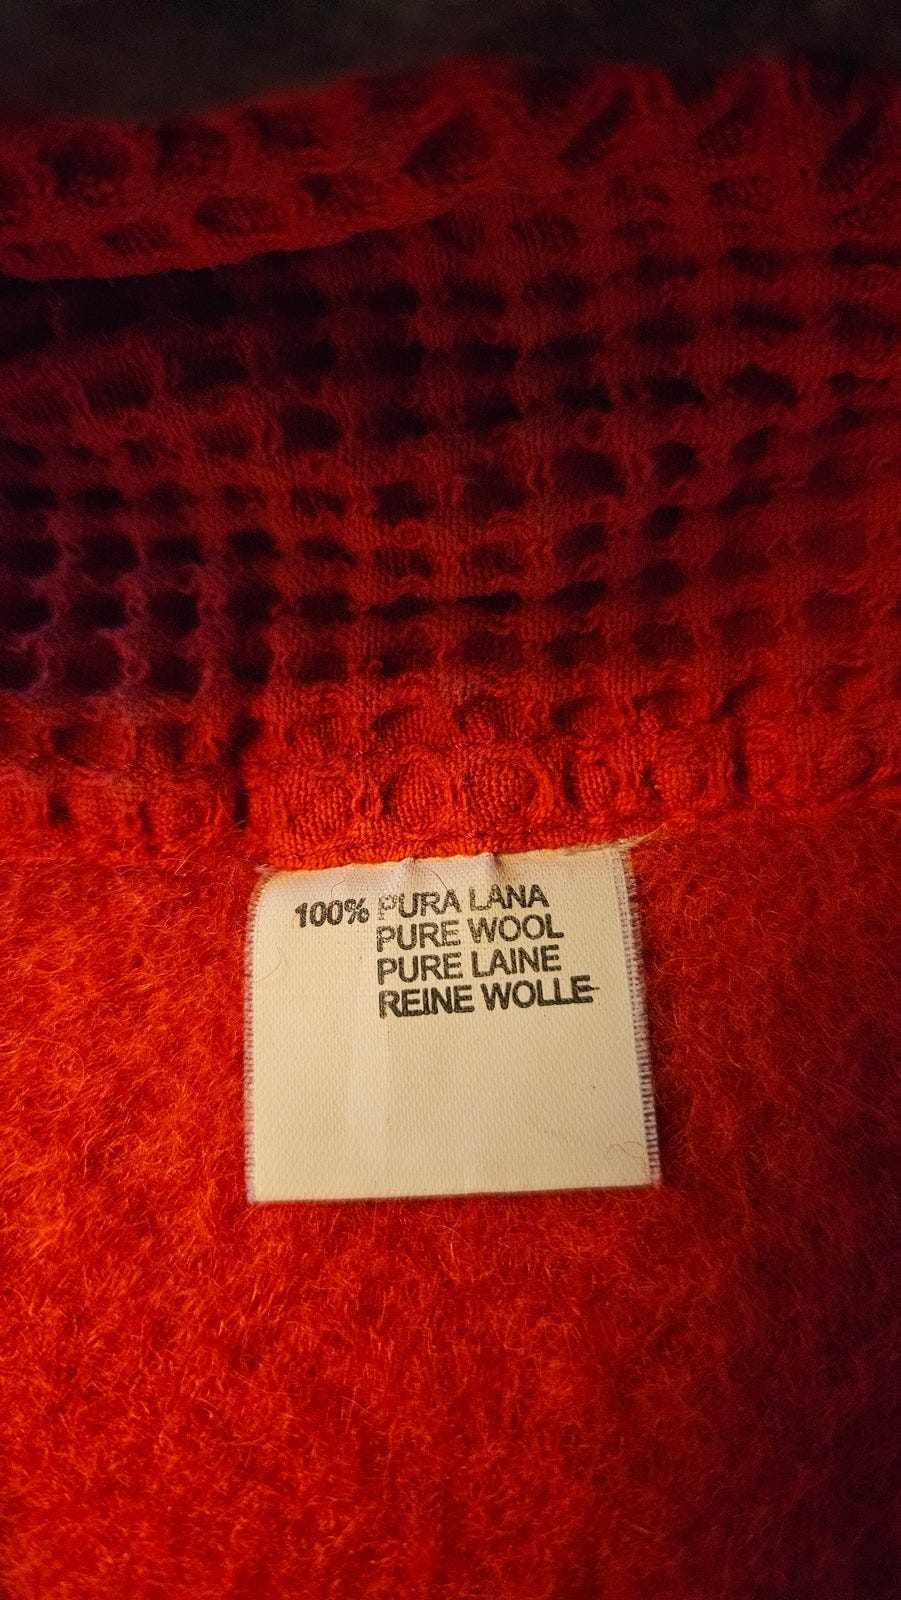 100% PURA LANA
PURE WOOL
PURE LAINE
REINE WOLLE